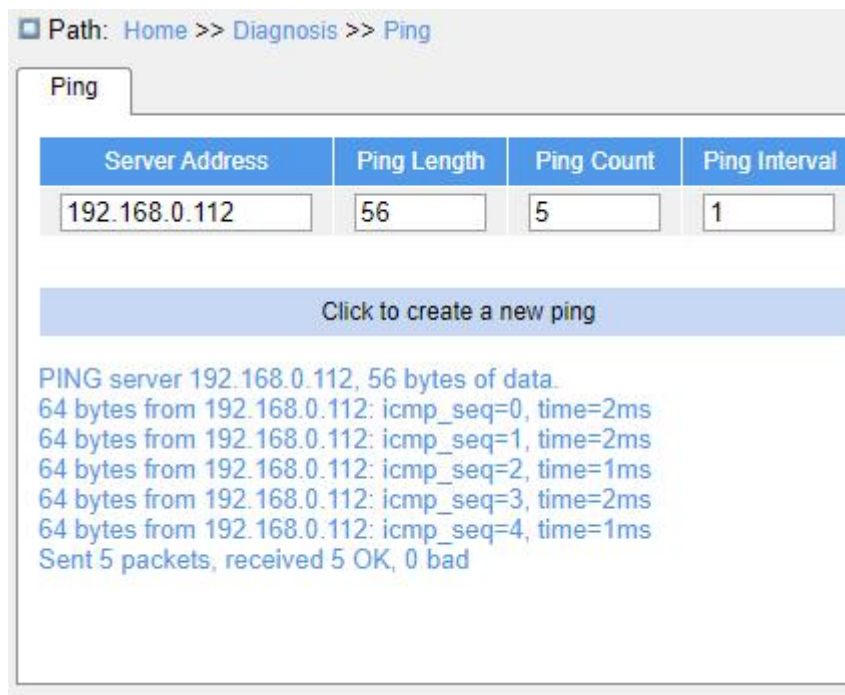 Path: Home >> Diagnosis >> Ping
Ping
Server Address Ping Length Ping Count Ping Interval
192.168.0.112 56 5 1
Click to create a new ping
PING server 192.168.0.112, 56 bytes of data.
64 bytes from 192.168.0.112: icmp_seq=0, time=2ms
64 bytes from 192.168.0.112: icmp_seq=1, time=2ms
64 bytes from 192.168.0.112: icmp_seq=2, time=1ms
64 bytes from 192.168.0.112: icmp_seq=3, time=2ms
64 bytes from 192.168.0.112: icmp_seq=4, time=1ms
Sent 5 packets, received 5 OK, 0 bad